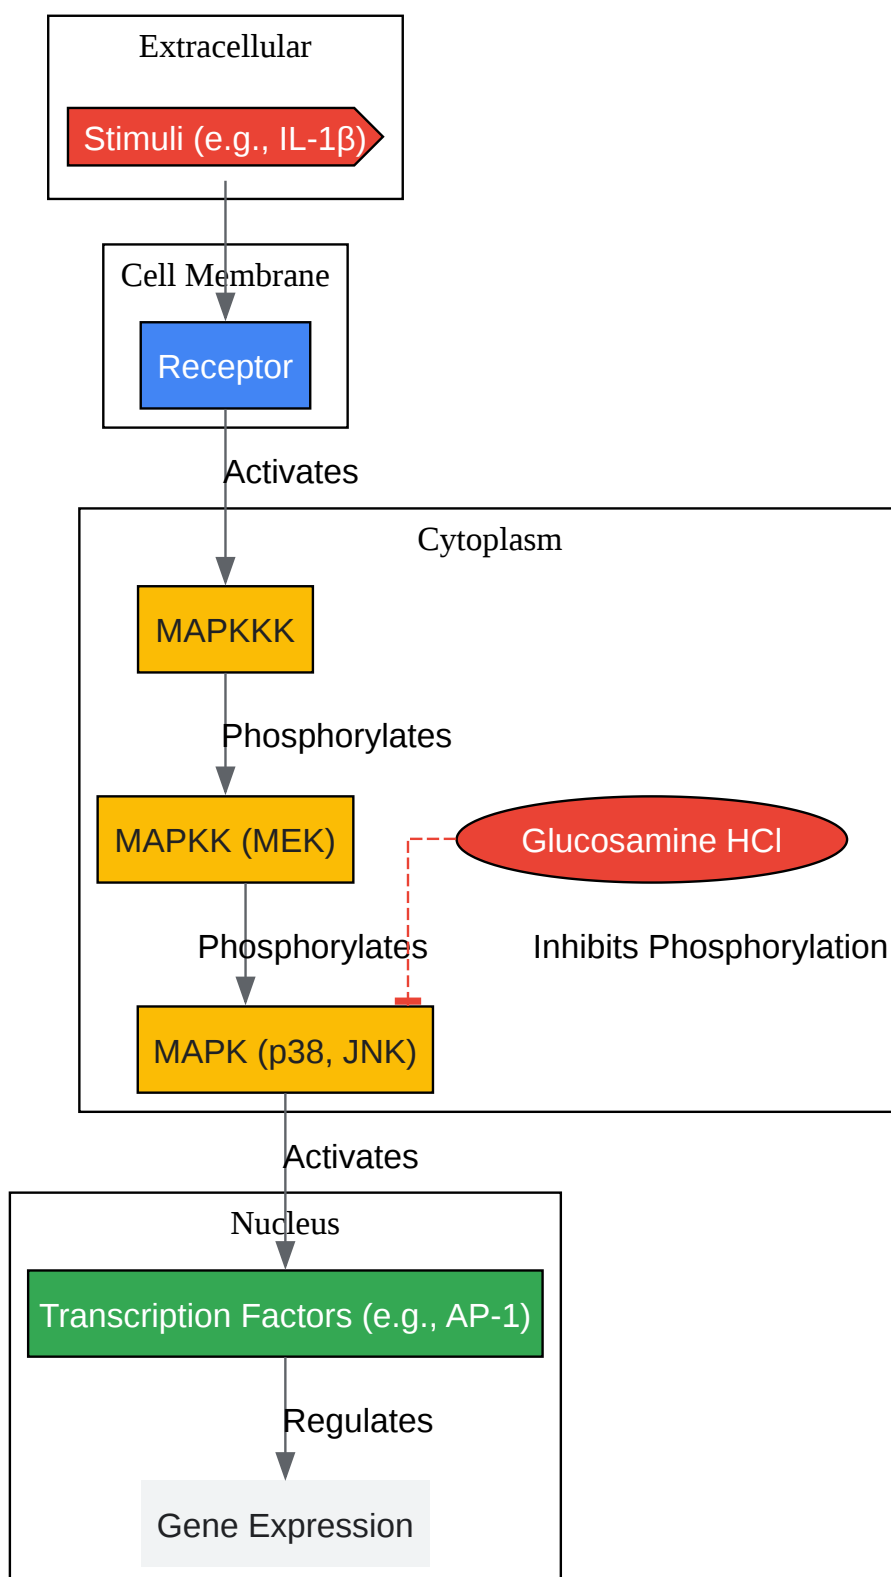 Extracellular
Stimuli (e.g., IL-1β)
Cell Membrane
Receptor
Activates
Cytoplasm
MAPKKK
Phosphorylates
MAPKK (MEK)
Glucosamine HCl
Phosphorylates
Inhibits Phosphorylation
MAPK (p38, JNK)
Activates
Nucleus
Transcription Factors (e.g., AP-1)
Regulates
Gene Expression